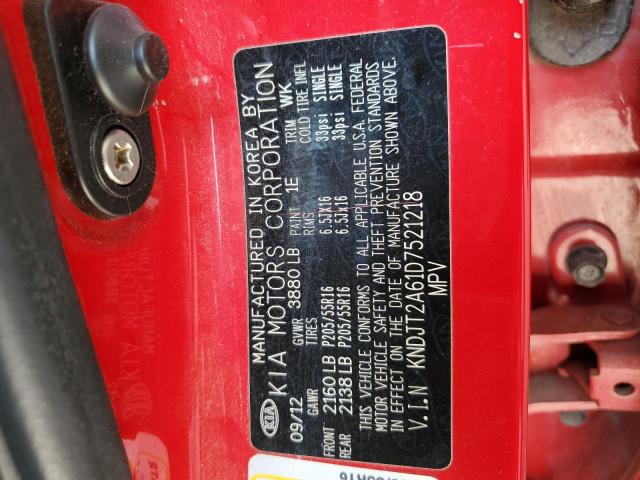 MANUFACTURED IN KOREA BY
KIA KIA MOTORS CORPORATION
09/12 GVWR 3880 LB PAINT 1E TRIM WK
GAWR TIRES RIMS COLD TIRE INFL
FRONT 2160 LB P205/55R16 6.5Jx16 33psi SINGLE
REAR 2138 LB P205/55R16 6.5Jx16 33psi SINGLE
THIS VEHICLE CONFORMS TO ALL APPLICABLE U.S.A. FEDERAL
MOTOR VEHICLE SAFETY AND THEFT PREVENTION STANDARDS
IN EFFECT ON THE DATE OF MANUFACTURE SHOWN ABOVE.
V.I.N KNDJT2A61D7521218
MPV